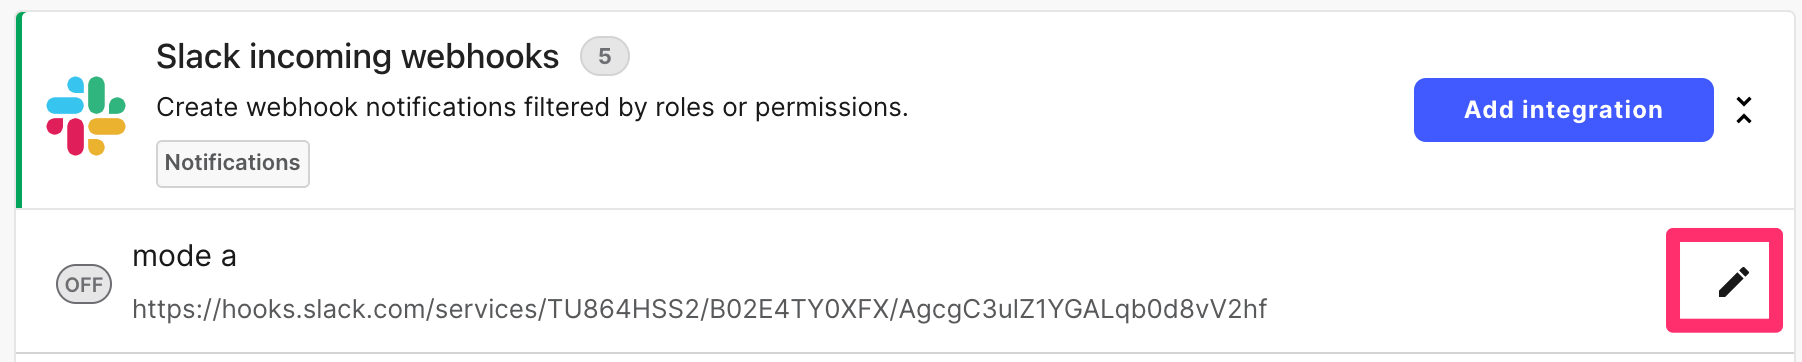 Slack incoming webhooks 5
Create webhook notifications filtered by roles or permissions.
Add integration
Notifications
mode a
OFF
https://hooks.slack.com/services/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